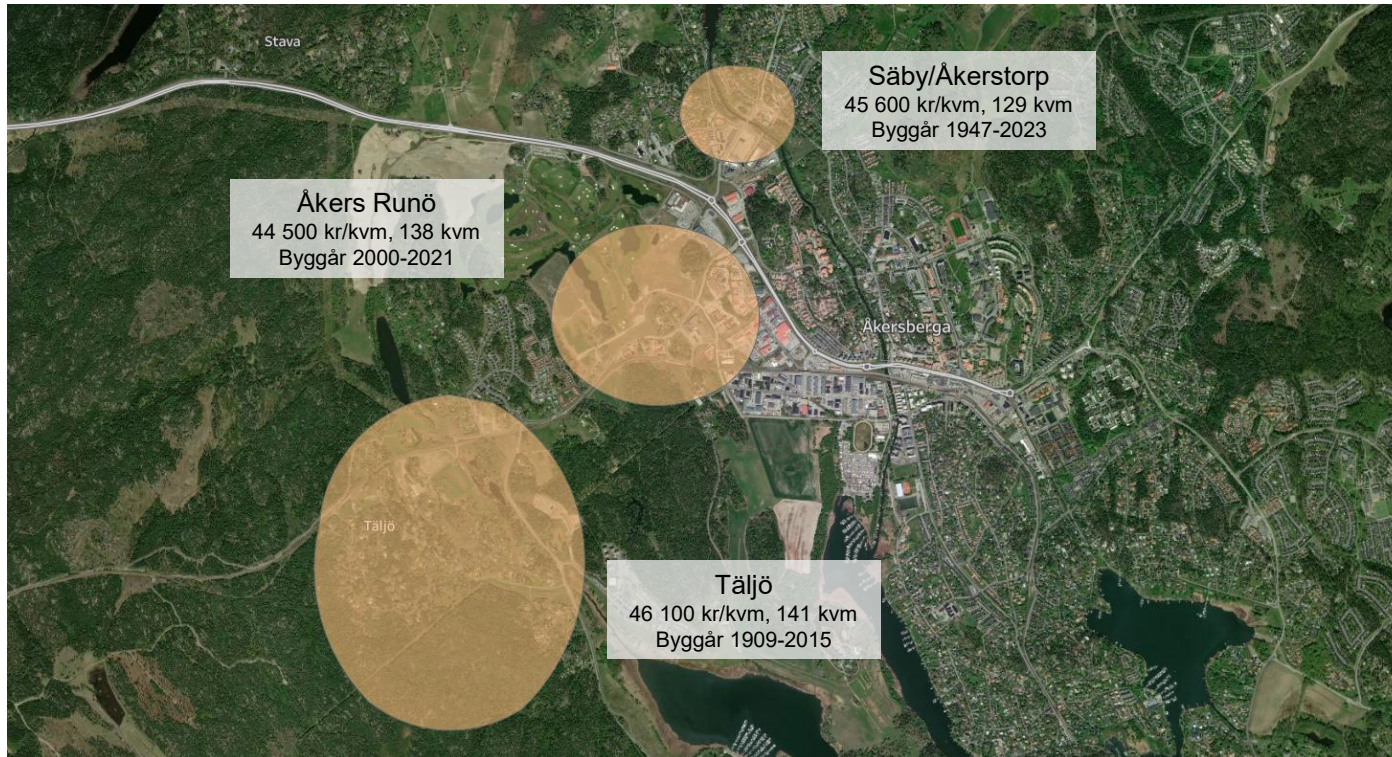 Stava
Säby/Åkerstorp
45 600 kr/kvm, 129 kvm
Byggår 1947-2023
Åkers Runö
44 500 kr/kvm, 138 kvm
Byggår 2000-2021
Åkersberga
Täljö
Täljö
46 100 kr/kvm, 141 kvm
Byggår 1909-2015